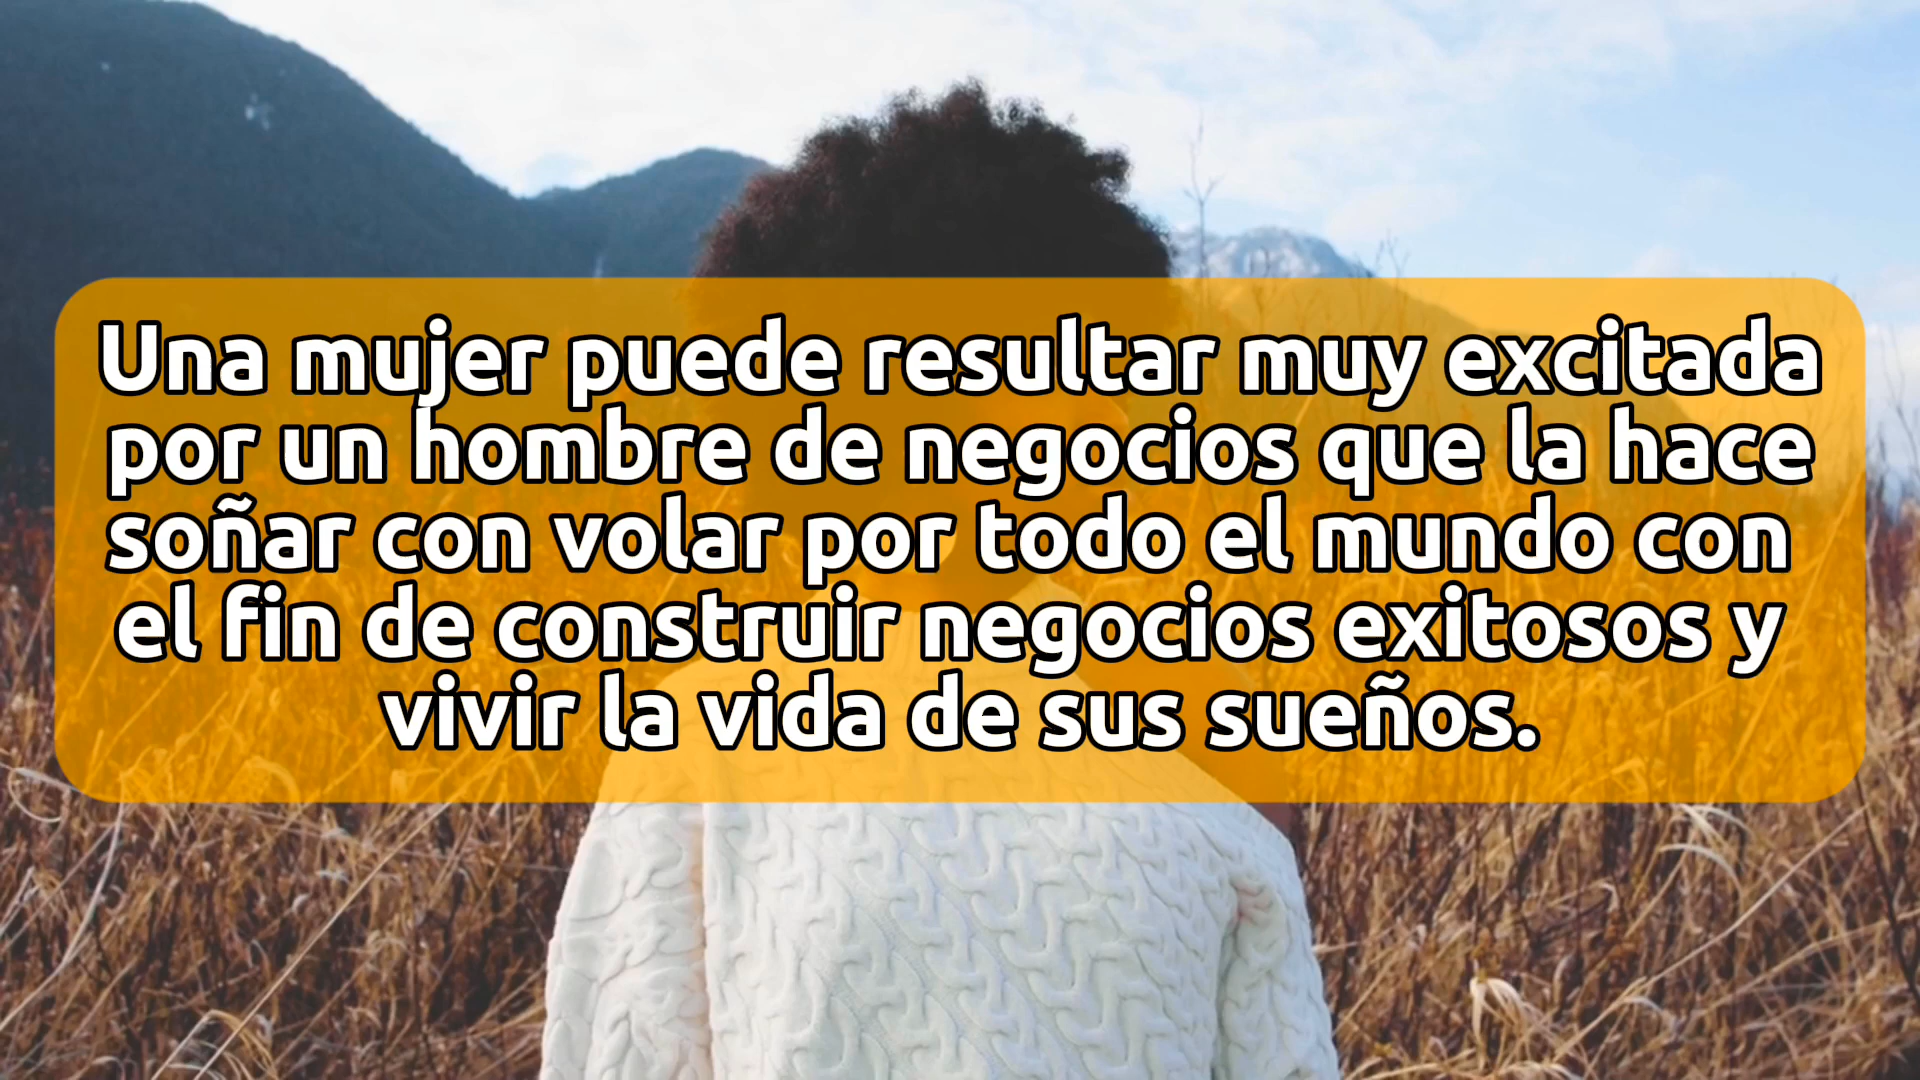 Una mujer puede resultar muy excitada
por un hombre de negocios que la hace
soñar con volar por todo el mundo con
el fin de construir negocios exitosos y
vivir la vida de sus sueños.